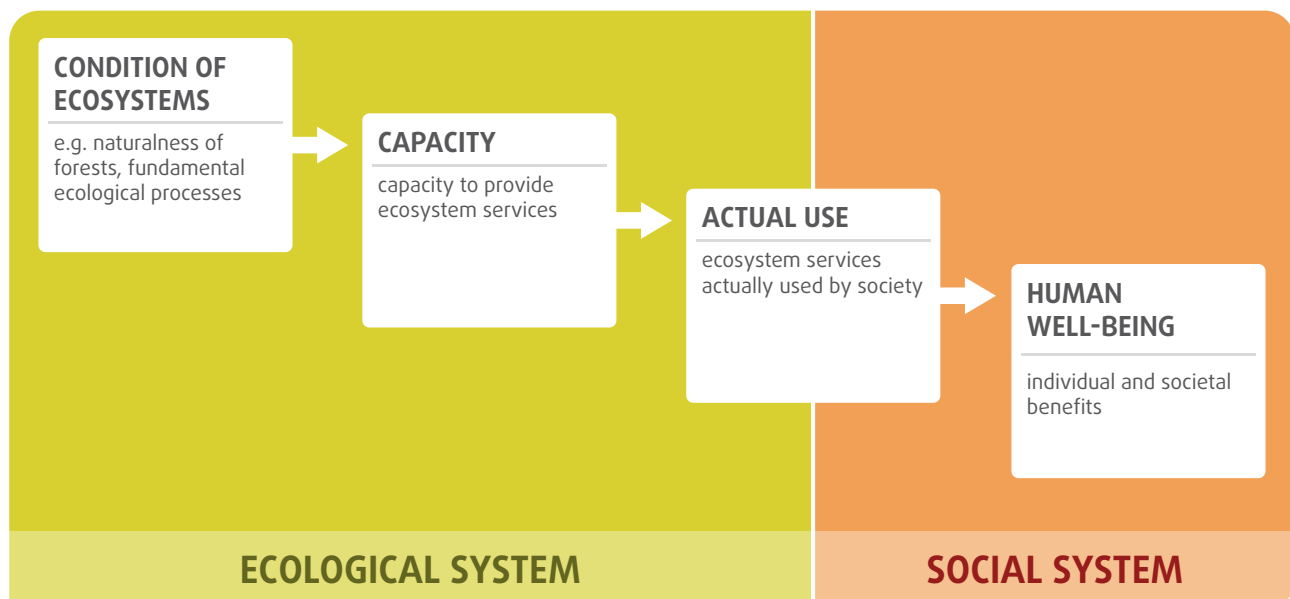 CONDITION OF
ECOSYSTEMS
e.g. naturalness of
forests, fundamental
ecological processes
CAPACITY
capacity to provide
ecosystem services
ACTUAL USE
ecosystem services
actually used by society
HUMAN
WELL-BEING
individual and societal
benefits
ECOLOGICAL SYSTEM
SOCIAL SYSTEM